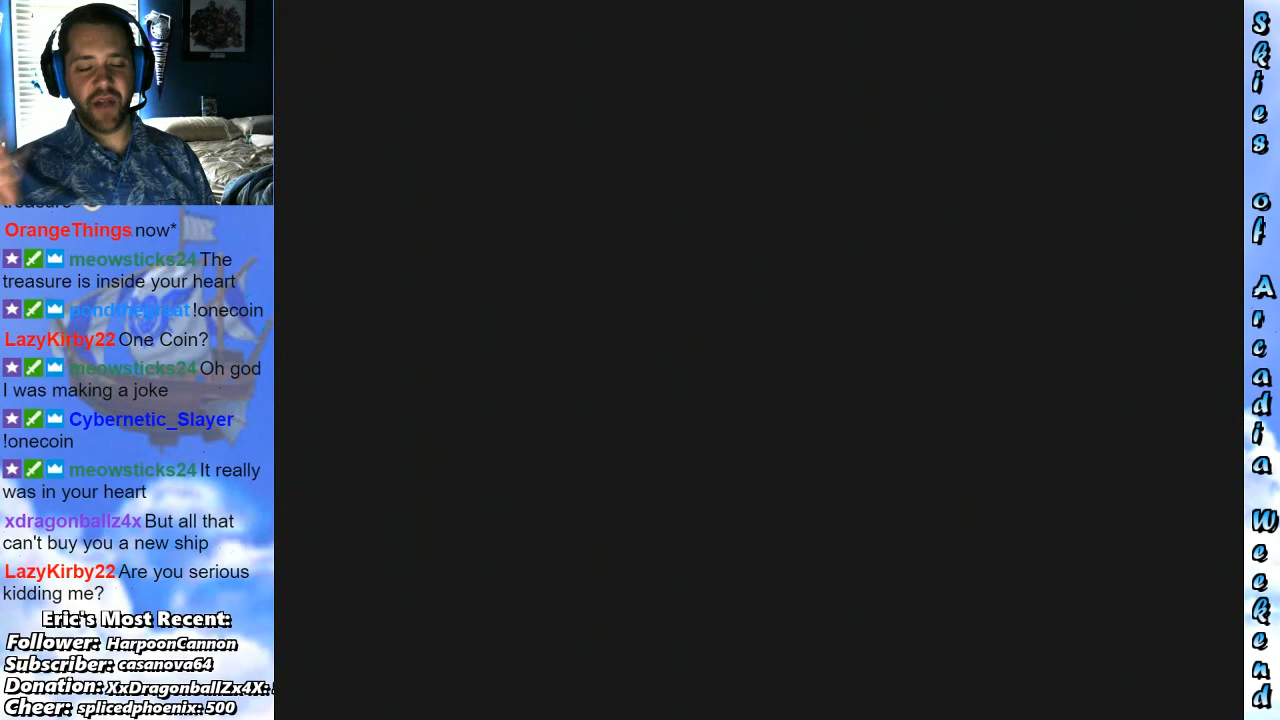 OrangeThings now*
meowsticks24 The
treasure is inside your heart
pondthegreat !onecoin
LazyKirby22 One Coin?
meowsticks24 Oh god
I was making a joke
Cybernetic_Slayer
!onecoin
meowsticks24 It really
was in your heart
xdragonballz4x But all that
can't buy you a new ship
LazyKirby22 Are you serious
kidding me?
Eric's Most Recent:
Follower: HarpoonCannon
Subscriber: casanova64
Donation: XxDragonballZx4X:
Cheer: splicedphoenix: 500
Skies of Arcadia Weekend